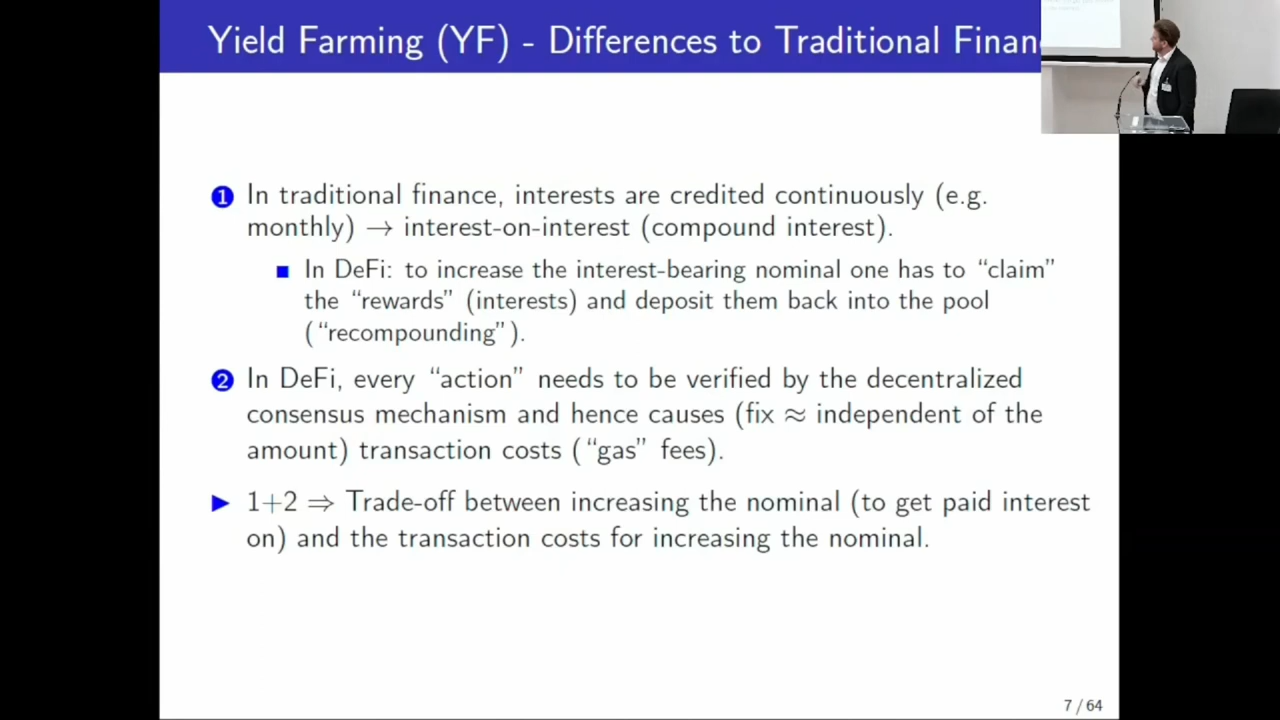 Yield Farming (YF) - Differences to Traditional Finan
❶ In traditional finance, interests are credited continuously (e.g.
monthly) → interest-on-interest (compound interest).
■ In DeFi: to increase the interest-bearing nominal one has to “claim”
the “rewards” (interests) and deposit them back into the pool
(“recompounding”).
❷ In DeFi, every “action” needs to be verified by the decentralized
consensus mechanism and hence causes (fix ≈ independent of the
amount) transaction costs (“gas” fees).
▶ 1+2 ⇒ Trade-off between increasing the nominal (to get paid interest
on) and the transaction costs for increasing the nominal.
7 / 64